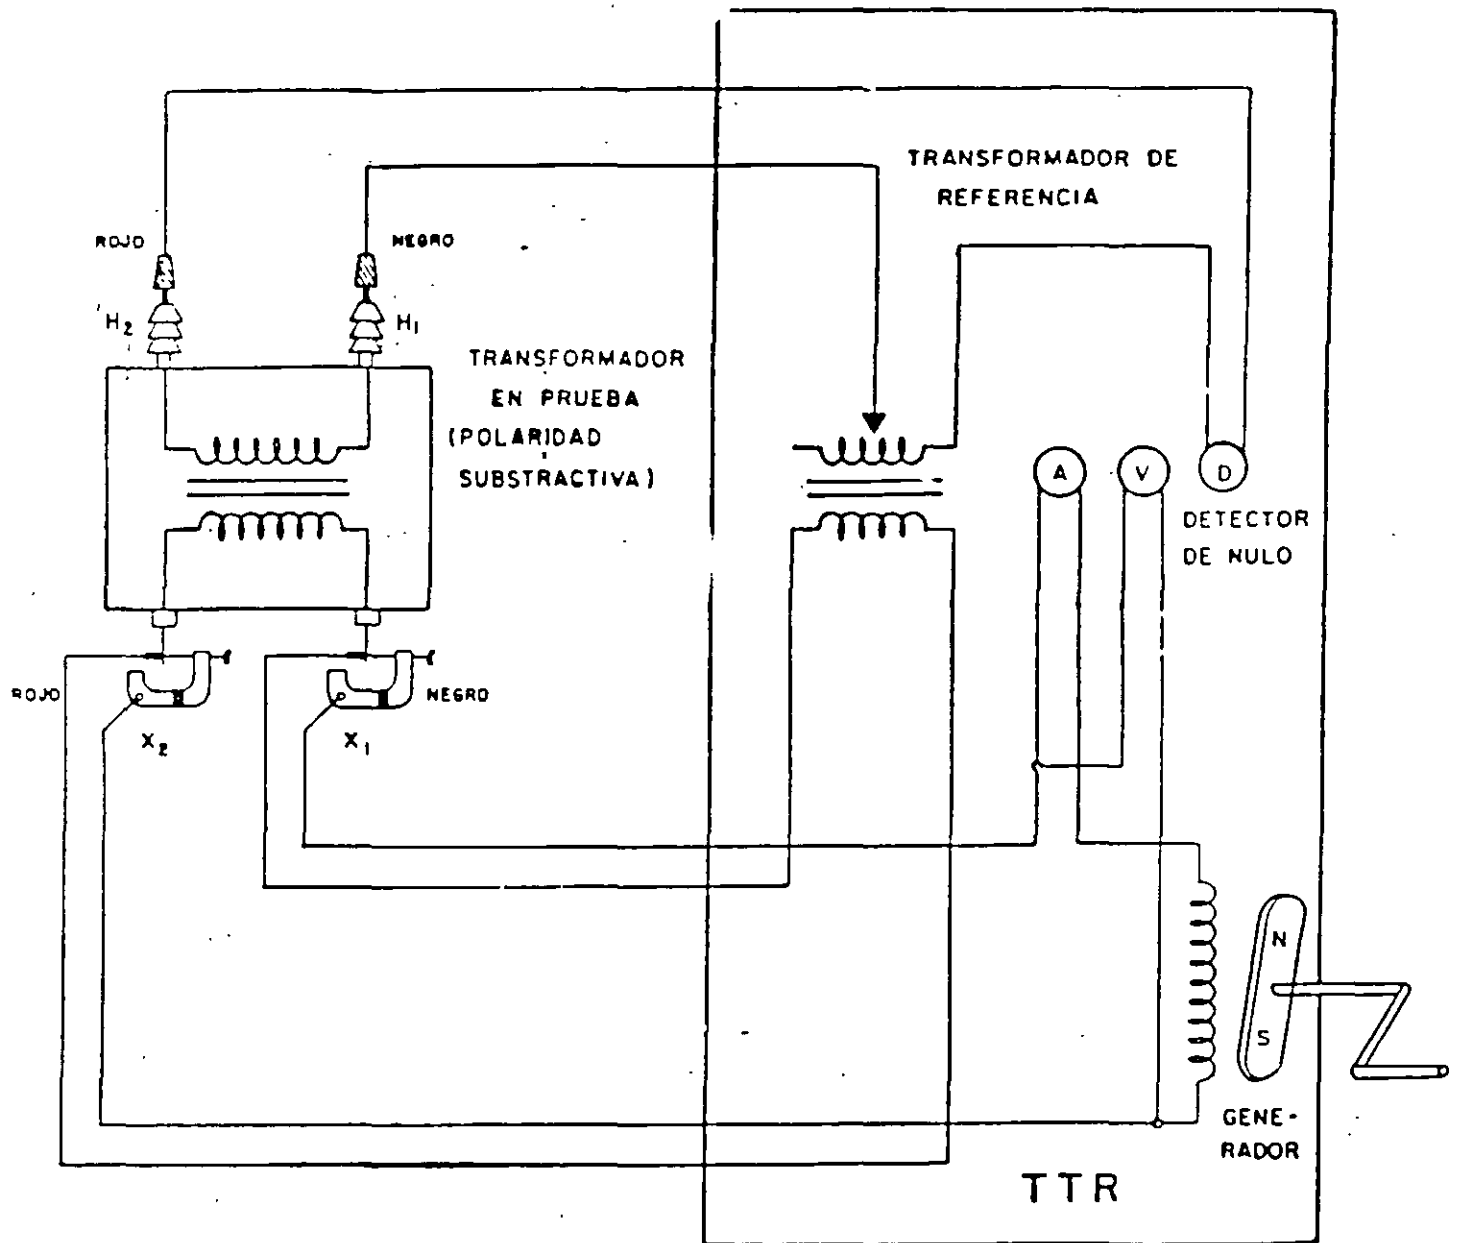 TRANSFORMADOR DE
REFERENCIA
ROJO
NEGRO
H2
H1
TRANSFORMADOR
EN PRUEBA
(POLARIDAD
SUBSTRACTIVA)
A
V
D
DETECTOR
DE NULO
ROJO
NEGRO
X2
X1
N
S
GENE-
RADOR
TTR